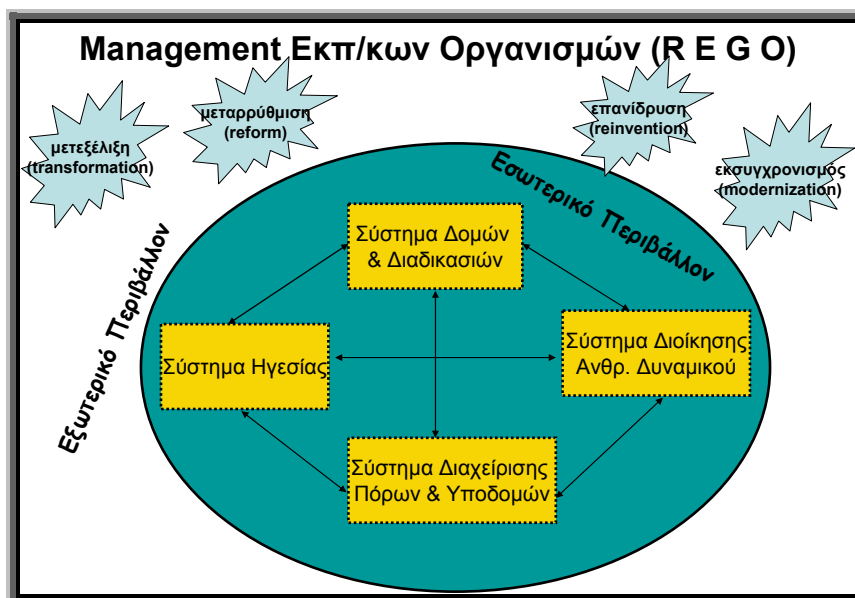 Management Εκπ/κων Οργανισμών (R E G O)
μετεξέλιξη
(transformation)
μεταρρύθμιση
(reform)
επανίδρυση
(reinvention)
εκσυγχρονισμός
(modernization)
Εξωτερικό Περιβάλλον
Εσωτερικό Περιβάλλον
Σύστημα Δομών
& Διαδικασιών
Σύστημα Ηγεσίας
Σύστημα Διοίκησης
Ανθρ. Δυναμικού
Σύστημα Διαχείρισης
Πόρων & Υποδομών